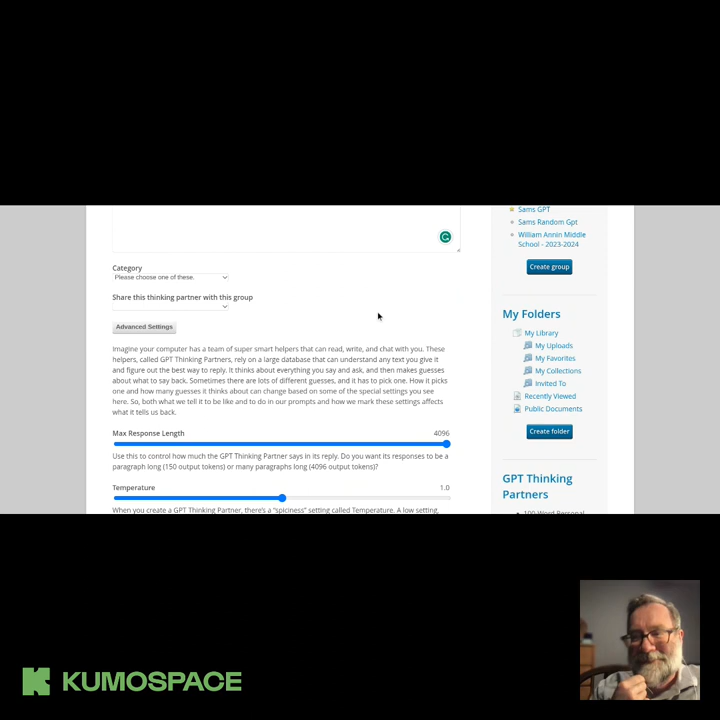 Sams GPT
Sams Random Gpt
William Annin Middle
School - 2023-2024
Create group
Category
Please choose one of these.
Share this thinking partner with this group
Advanced Settings
Imagine your computer has a team of super smart helpers that can read, write, and chat with you. These
helpers, called GPT Thinking Partners, rely on a large database that can understand any text you give it
and figure out the best way to reply. It thinks about everything you say and ask, and then makes guesses
about what to say back. Sometimes there are lots of different guesses, and it has to pick one. How it picks
one and how many guesses it thinks about can change based on some of the special settings you see
here. So, both what we tell it to be like and to do in our prompts and how we mark these settings affects
what it tells us back.
Max Response Length 4096
Use this to control how much the GPT Thinking Partner says in its reply. Do you want its responses to be a
paragraph long (150 output tokens) or many paragraphs long (4096 output tokens)?
Temperature 1.0
When you create a GPT Thinking Partner, there's a "spiciness" setting called Temperature. A low setting,
My Folders
My Library
My Uploads
My Favorites
My Collections
Invited To
Recently Viewed
Public Documents
Create folder
GPT Thinking
Partners
100-Word Personal
KUMOSPACE